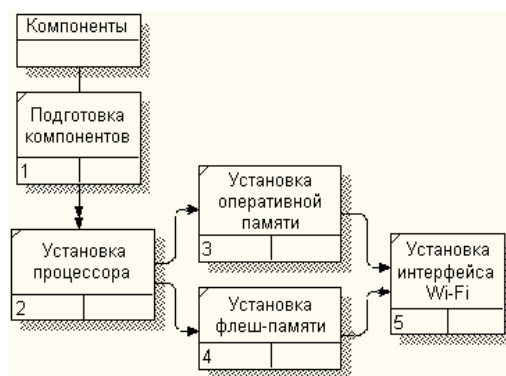 Компоненты
Подготовка
компонентов
1
Установка
процессора
2
Установка
оперативной
памяти
3
Установка
флеш-памяти
4
Установка
интерфейса
Wi-Fi
5